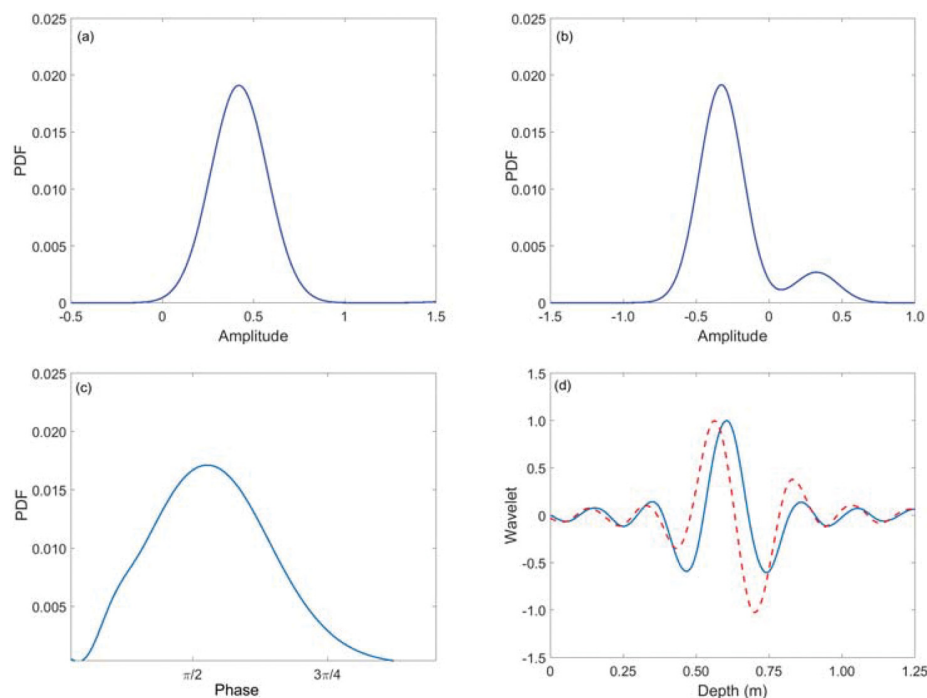 (a)
0.025
0.020
0.015
0.010
0.005
0
PDF
-0.5
0
0.5
1
1.5
Amplitude
(b)
0.025
0.020
0.015
0.010
0.005
0
PDF
-1.5
-1.0
-0.5
0
0.5
1.0
Amplitude
(c)
0.025
0.020
0.015
0.010
0.005
PDF
π/2
3π/4
Phase
(d)
1.5
1.0
0.5
0
-0.5
-1.0
-1.5
Wavelet
0
0.25
0.50
0.75
1.00
1.25
Depth (m)